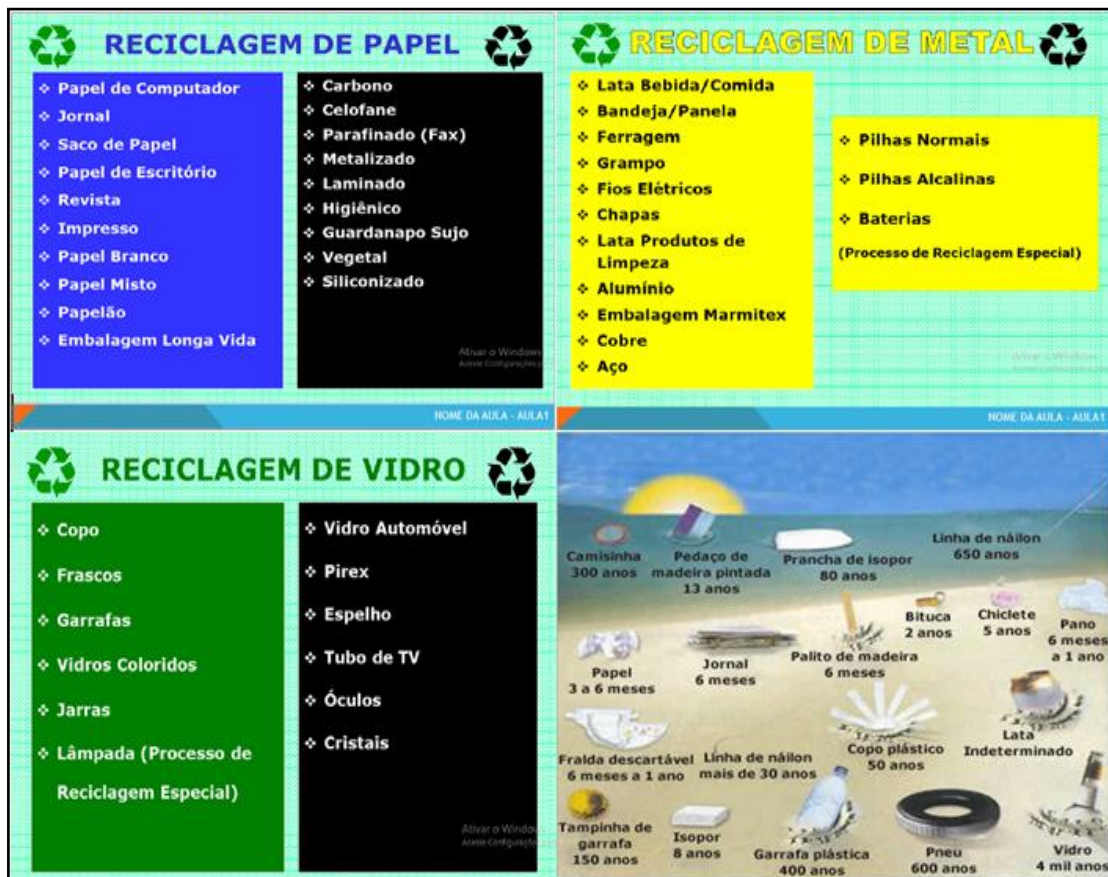 RECICLAGEM DE PAPEL
❖ Papel de Computador
❖ Jornal
❖ Saco de Papel
❖ Papel de Escritório
❖ Revista
❖ Impresso
❖ Papel Branco
❖ Papel Misto
❖ Papelão
❖ Embalagem Longa Vida
❖ Carbono
❖ Celofane
❖ Parafinado (Fax)
❖ Metalizado
❖ Laminado
❖ Higiênico
❖ Guardanapo Sujo
❖ Vegetal
❖ Siliconizado
Ativar o Windows
NOME DA AULA - AULA1
RECICLAGEM DE METAL
❖ Lata Bebida/Comida
❖ Bandeja/Panela
❖ Ferragem
❖ Grampo
❖ Fios Elétricos
❖ Chapas
❖ Lata Produtos de
Limpeza
❖ Alumínio
❖ Embalagem Marmitex
❖ Cobre
❖ Aço
❖ Pilhas Normais
❖ Pilhas Alcalinas
❖ Baterias
(Processo de Reciclagem Especial)
NOME DA AULA - AULA1
RECICLAGEM DE VIDRO
❖ Copo
❖ Frascos
❖ Garrafas
❖ Vidros Coloridos
❖ Jarras
❖ Lâmpada (Processo de
Reciclagem Especial)
❖ Vidro Automóvel
❖ Pirex
❖ Espelho
❖ Tubo de TV
❖ Óculos
❖ Cristais
Ativar o Window
Camisinha
300 anos
Pedaço de
madeira pintada
13 anos
Prancha de isopor
80 anos
Linha de náilon
650 anos
Bituca
2 anos
Chiclete
5 anos
Pano
6 meses
a 1 ano
Papel
3 a 6 meses
Jornal
6 meses
Palito de madeira
6 meses
Fralda descartável
6 meses a 1 ano
Linha de náilon
mais de 30 anos
Copo plástico
50 anos
Lata
Indeterminado
Tampinha de
garrafa
150 anos
Isopor
8 anos
Garrafa plástica
400 anos
Pneu
600 anos
Vidro
4 mil anos